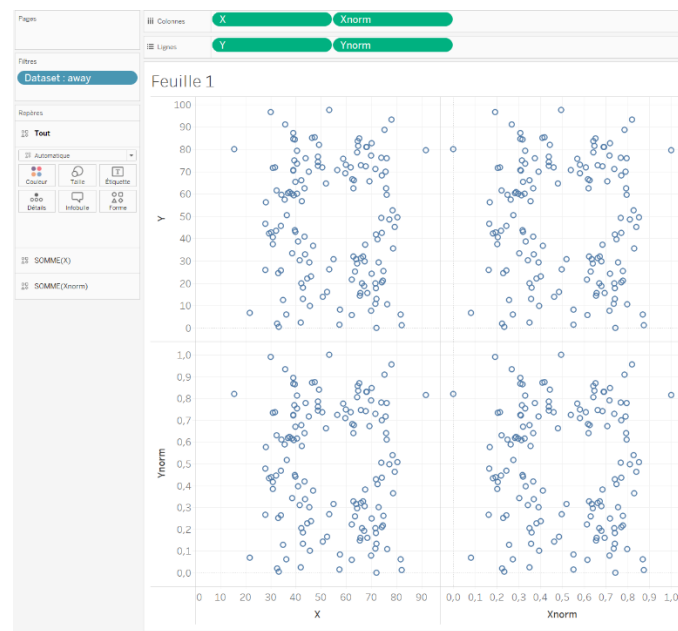 Pages
Colonnes X Xnorm
Lignes Y Ynorm
Filtres
Dataset : away
Feuille 1
Repères
Tout
Automatique
Couleur Taille Étiquette
Détails Infobulle Forme
SOMME(X)
SOMME(Xnorm)
100
90
80
70
60
50
40
30
20
10
0
Y
1,0
0,9
0,8
0,7
0,6
0,5
0,4
0,3
0,2
0,1
0,0
Ynorm
0 10 20 30 40 50 60 70 80 90 0,0 0,1 0,2 0,3 0,4 0,5 0,6 0,7 0,8 0,9 1,0
X Xnorm